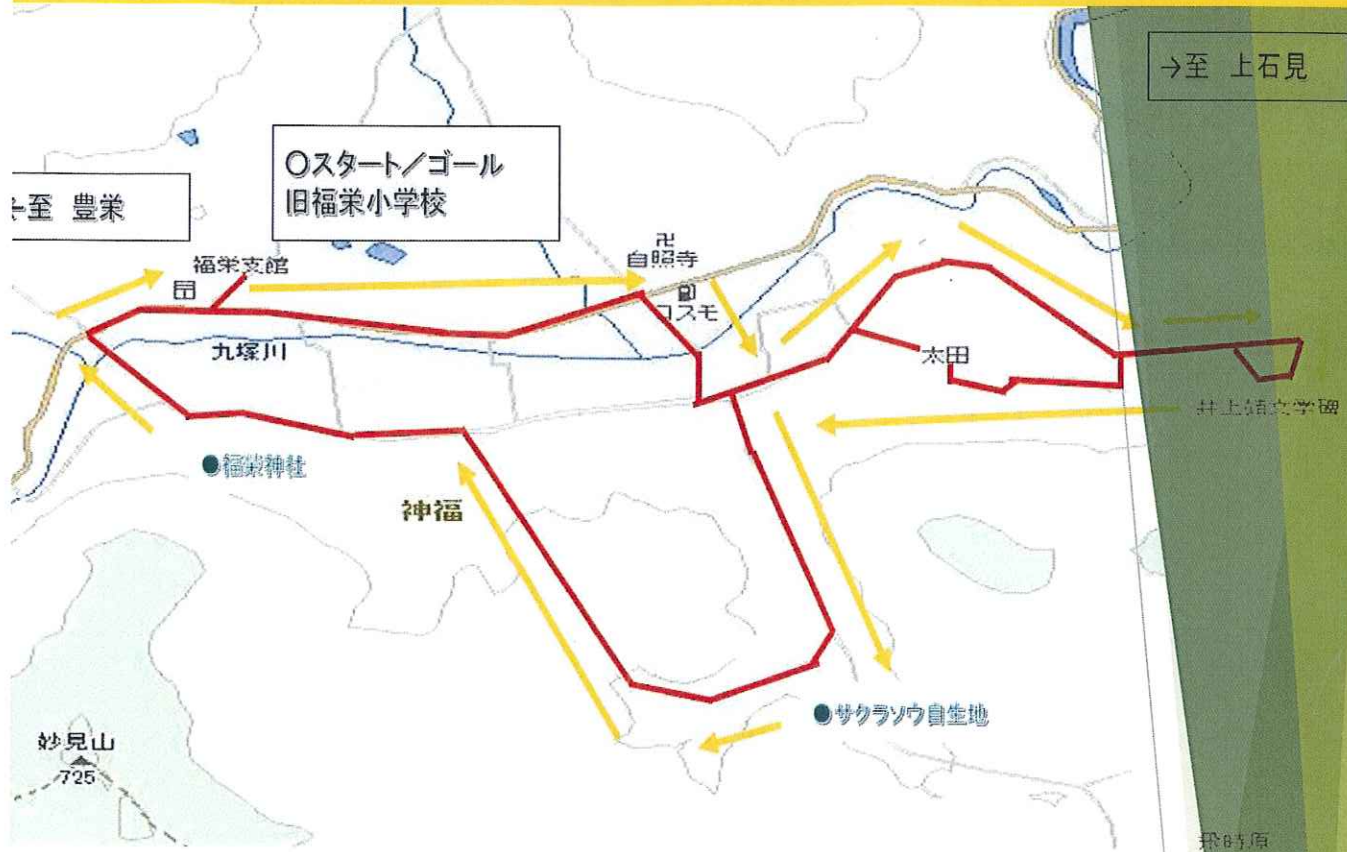 →至 上石見
○スタート／ゴール
旧福栄小学校
←至 豊栄
卍
自照寺
福栄支館
コスモ
九塚川
太田
井上靖文学碑
●福栄神社
神福
●サクラソウ自生地
妙見山
725